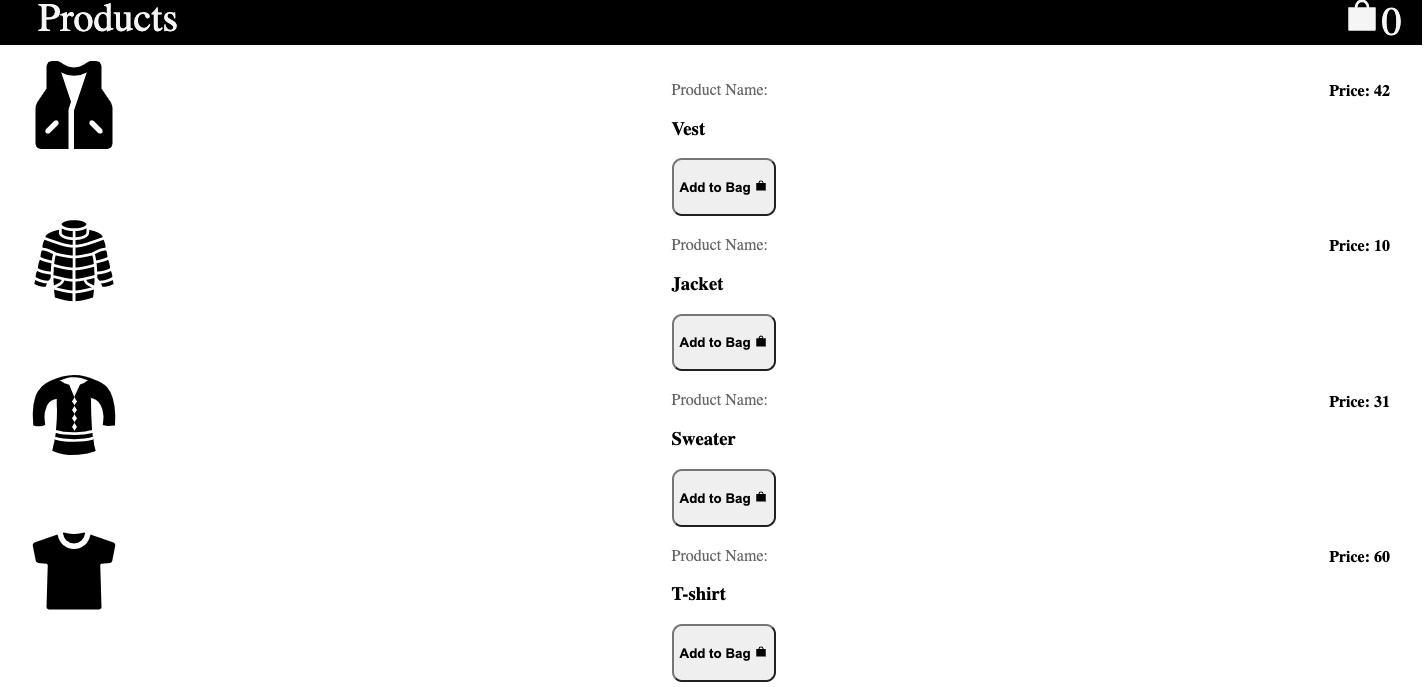 Products
0
Product Name:
Price: 42
Vest
Add to Bag
Product Name:
Price: 10
Jacket
Add to Bag
Product Name:
Price: 31
Sweater
Add to Bag
Product Name:
Price: 60
T-shirt
Add to Bag